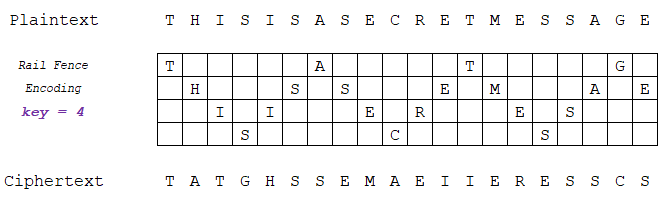 Plaintext T H I S I S A S E C R E T M E S S A G E
Rail Fence T A T G
Encoding H S S E M A E
key = 4 I I E R E S
S C S
Ciphertext T A T G H S S E M A E I I E R E S S C S